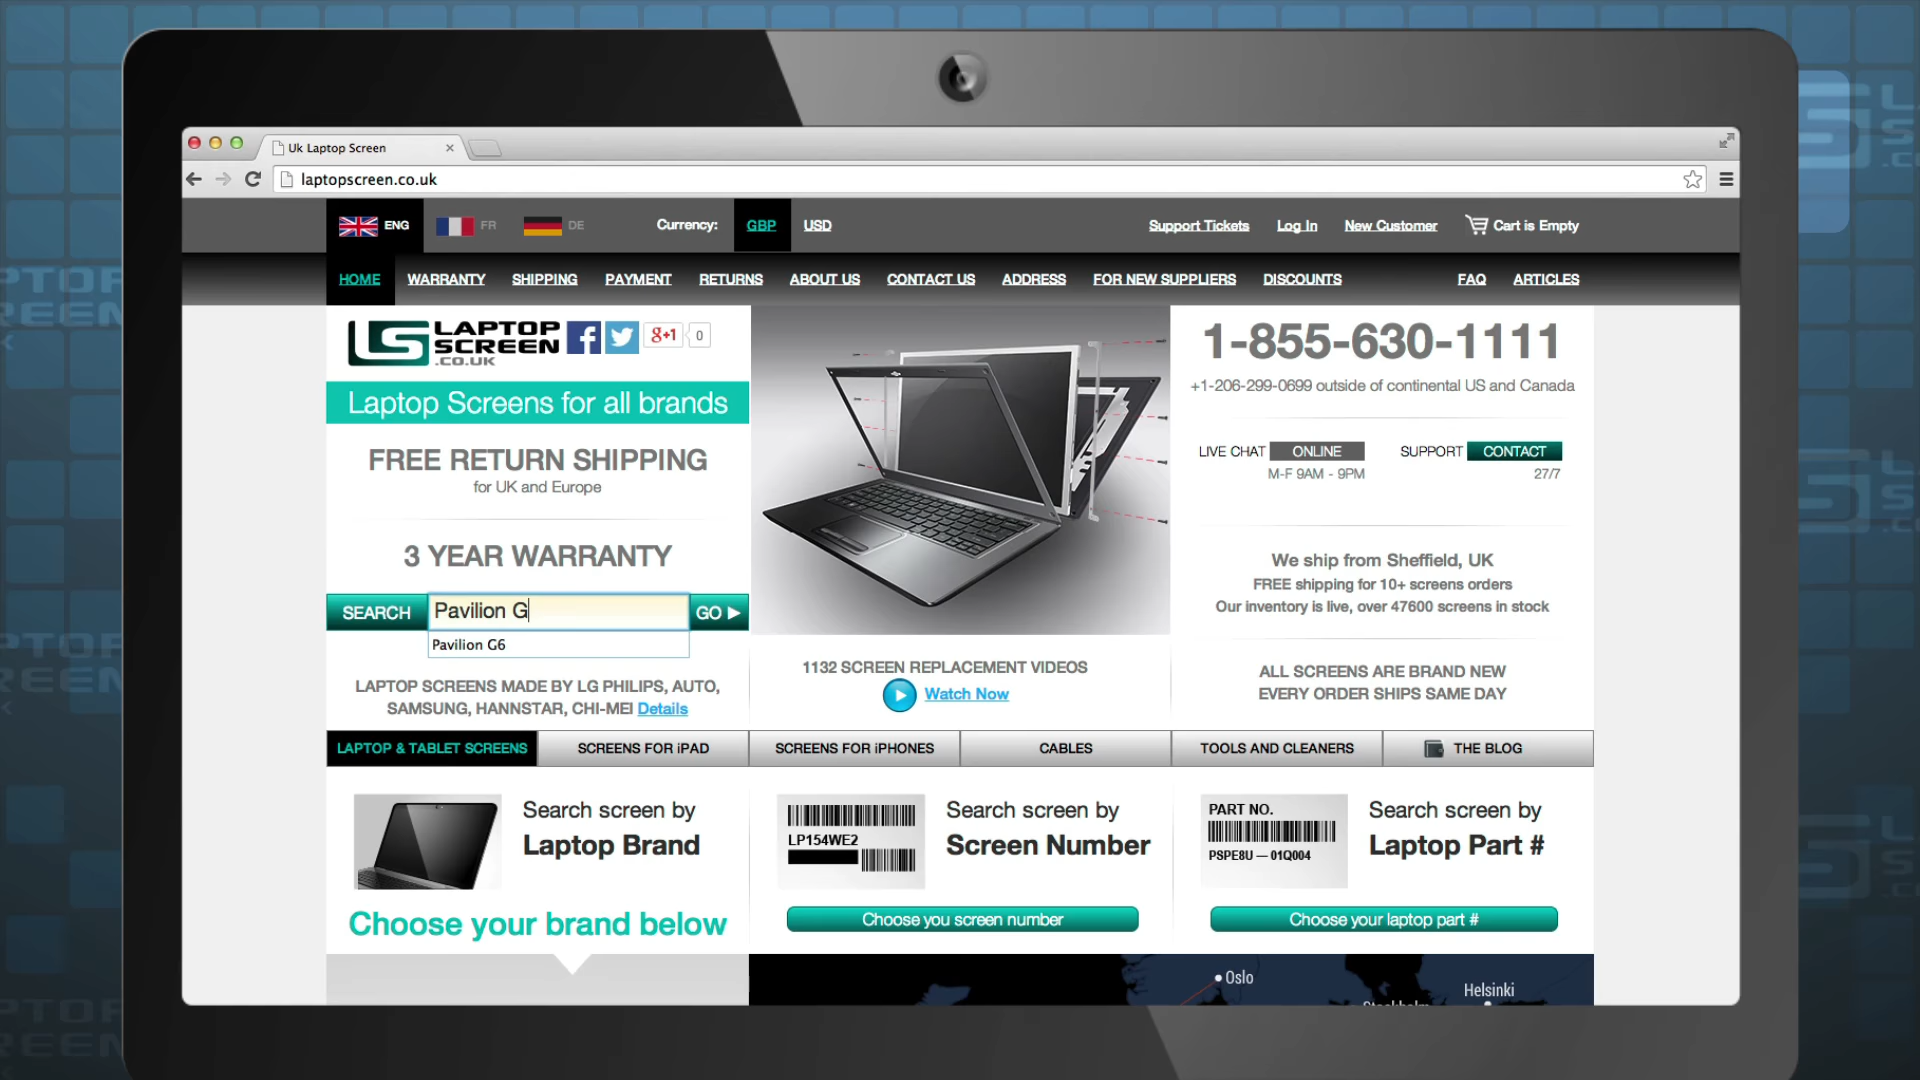 Uk Laptop Screen
laptopscreen.co.uk
ENG FR DE Currency: GBP USD Support Tickets Log In New Customer Cart is Empty
HOME WARRANTY SHIPPING PAYMENT RETURNS ABOUT US CONTACT US ADDRESS FOR NEW SUPPLIERS DISCOUNTS FAQ ARTICLES
LS LAPTOP SCREEN .CO.UK
g+1 0
Laptop Screens for all brands
FREE RETURN SHIPPING
for UK and Europe
3 YEAR WARRANTY
SEARCH Pavilion G GO
Pavilion G6
LAPTOP SCREENS MADE BY LG PHILIPS, AUTO,
SAMSUNG, HANNSTAR, CHI-MEI Details
1132 SCREEN REPLACEMENT VIDEOS
Watch Now
1-855-630-1111
+1-206-299-0699 outside of continental US and Canada
LIVE CHAT ONLINE SUPPORT CONTACT
M-F 9AM - 9PM 27/7
We ship from Sheffield, UK
FREE shipping for 10+ screens orders
Our inventory is live, over 47600 screens in stock
ALL SCREENS ARE BRAND NEW
EVERY ORDER SHIPS SAME DAY
LAPTOP & TABLET SCREENS SCREENS FOR iPAD SCREENS FOR iPHONES CABLES TOOLS AND CLEANERS THE BLOG
Search screen by
Laptop Brand
Choose your brand below
LP154WE2
Search screen by
Screen Number
Choose you screen number
PART NO.
PSPE8U — 01Q004
Search screen by
Laptop Part #
Choose your laptop part #
Oslo
Helsinki